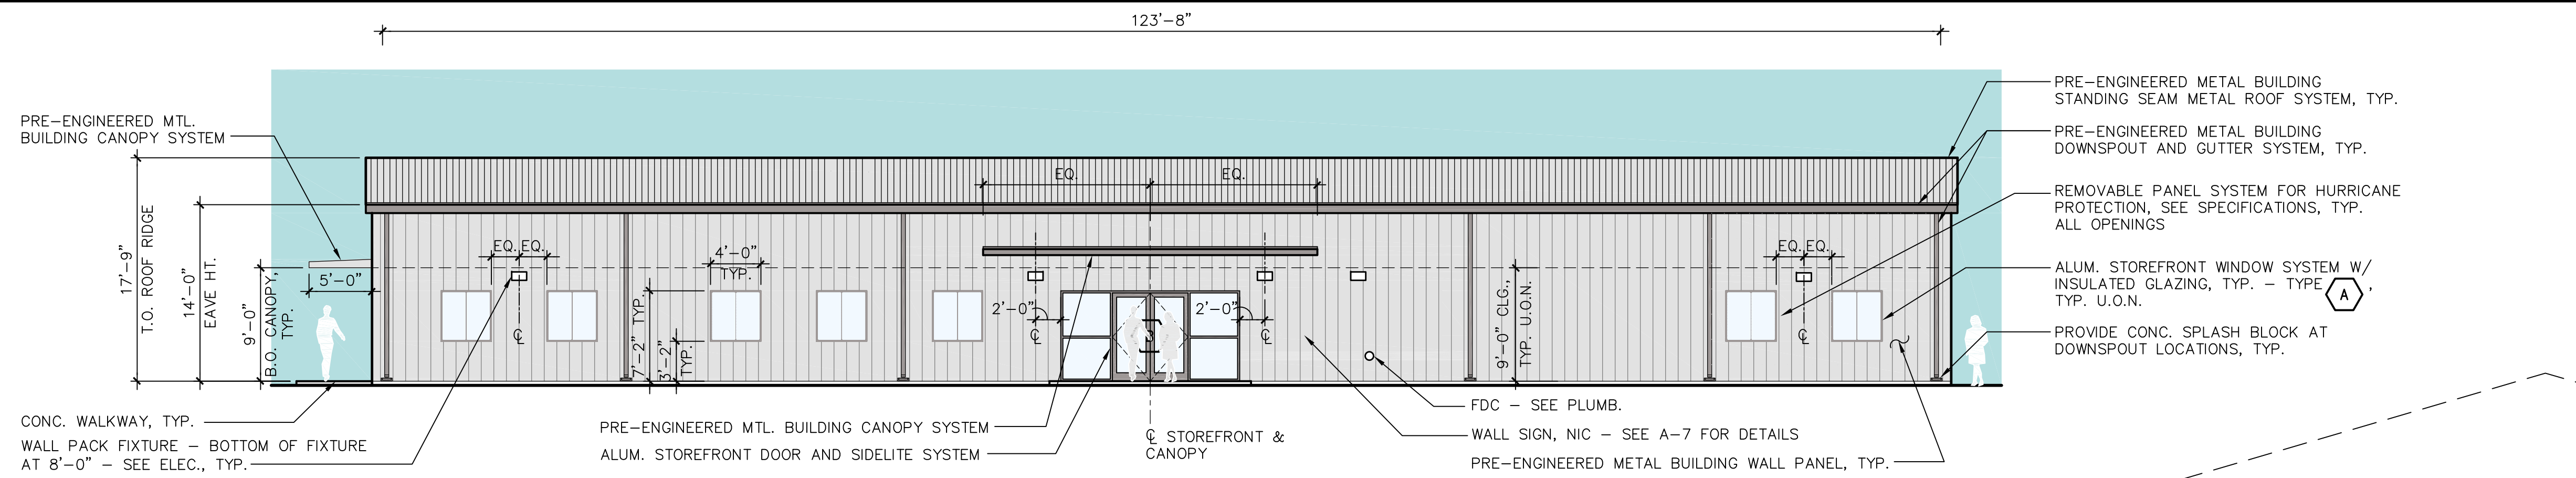 123'-8"
PRE-ENGINEERED MTL.
BUILDING CANOPY SYSTEM
PRE-ENGINEERED METAL BUILDING
STANDING SEAM METAL ROOF SYSTEM, TYP.
PRE-ENGINEERED METAL BUILDING
DOWNSPOUT AND GUTTER SYSTEM, TYP.
REMOVABLE PANEL SYSTEM FOR HURRICANE
PROTECTION, SEE SPECIFICATIONS, TYP.
ALL OPENINGS
ALUM. STOREFRONT WINDOW SYSTEM W/
INSULATED GLAZING, TYP. - TYPE A ,
TYP. U.O.N.
PROVIDE CONC. SPLASH BLOCK AT
DOWNSPOUT LOCATIONS, TYP.
17'-9"
T.O. ROOF RIDGE
14'-0"
EAVE HT.
9'-0"
B.O. CANOPY,
TYP.
5'-0"
EQ. EQ.
℄
4'-0"
TYP.
7'-2" TYP.
3'-2"
TYP.
EQ. EQ.
2'-0"
℄
3
2'-0"
℄
9'-0" CLG.,
TYP. U.O.N.
EQ. EQ.
℄
CONC. WALKWAY, TYP.
WALL PACK FIXTURE - BOTTOM OF FIXTURE
AT 8'-0" - SEE ELEC., TYP.
PRE-ENGINEERED MTL. BUILDING CANOPY SYSTEM
ALUM. STOREFRONT DOOR AND SIDELITE SYSTEM
℄ STOREFRONT &
CANOPY
FDC - SEE PLUMB.
WALL SIGN, NIC - SEE A-7 FOR DETAILS
PRE-ENGINEERED METAL BUILDING WALL PANEL, TYP.